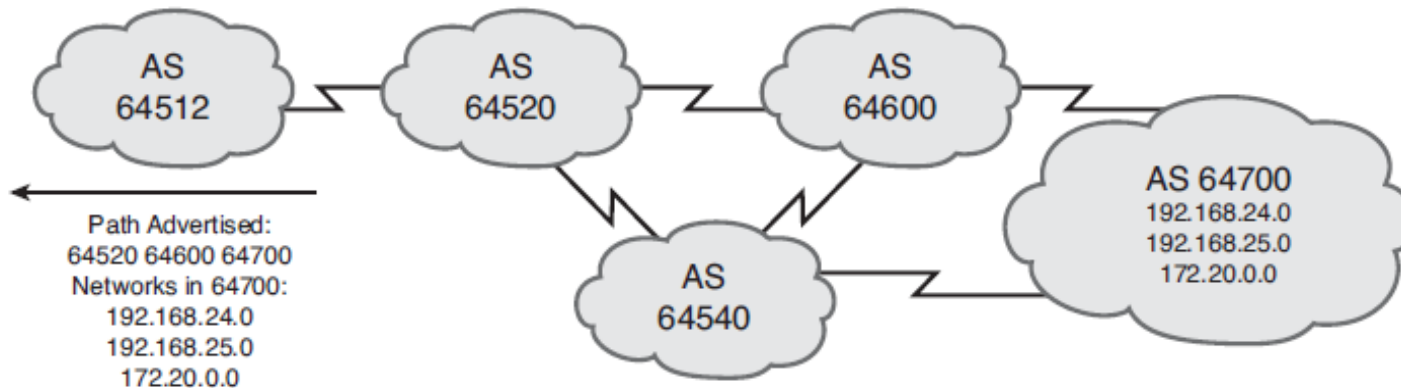 AS
64512
AS
64520
AS
64600
AS 64700
192.168.24.0
192.168.25.0
172.20.0.0
AS
64540
Path Advertised:
64520 64600 64700
Networks in 64700:
192.168.24.0
192.168.25.0
172.20.0.0